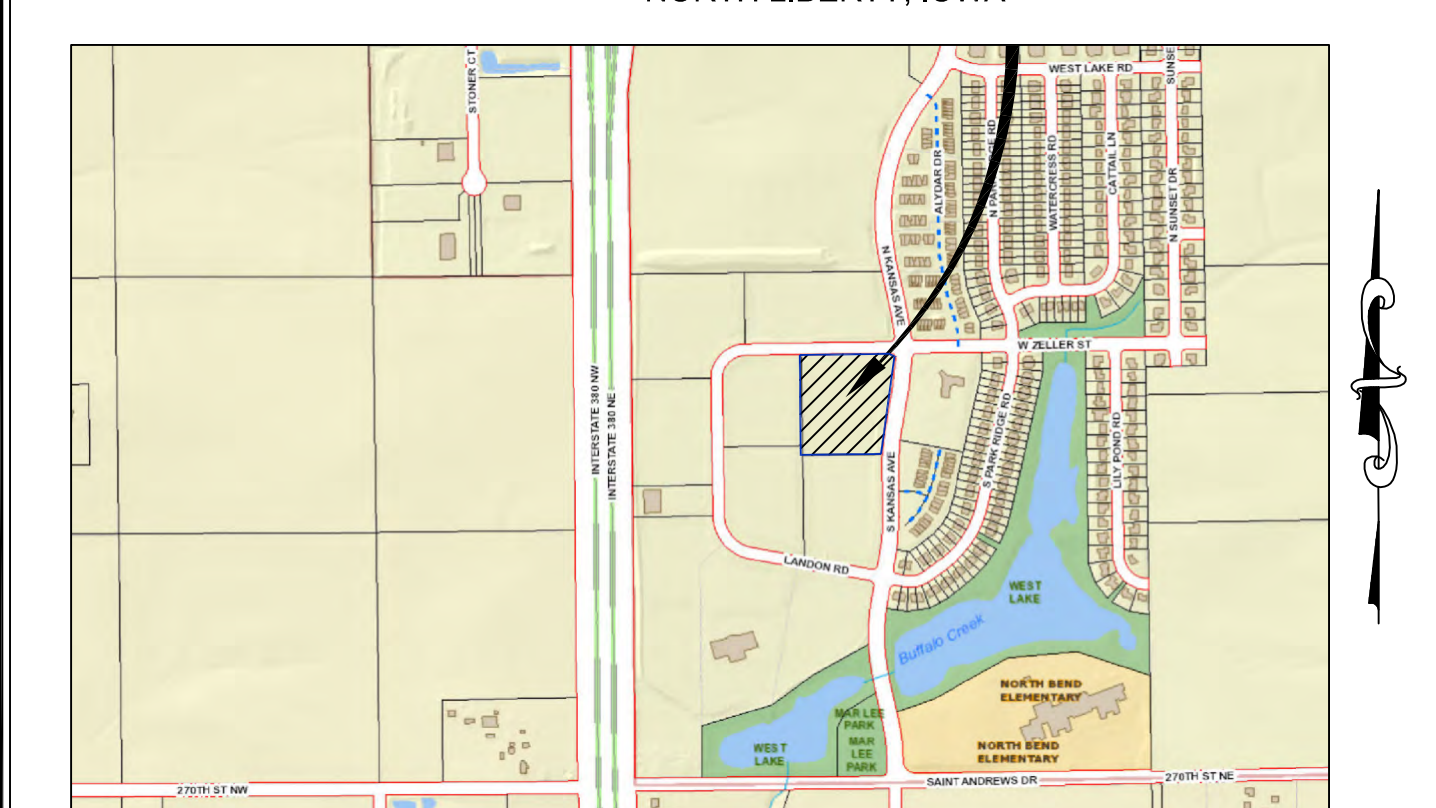 NORTH LIBERTY, IOWA
STONER CT
WEST LAKE RD
SUNSE
ALYDAR DR
WATERCRESS RD
CATTAIL LN
N SUNSET DR
N KANSAS AVE
W ZELLER ST
INTERSTATE 380 NW
INTERSTATE 380 NE
S PARK RIDGE RD
LILY POND RD
S KANSAS AVE
LANDON RD
WEST
LAKE
Buffalo Creek
NORTH BEND
ELEMENTARY
MAR LEE
PARK
MAR
LEE
PARK
WEST
LAKE
NORTH BEND
ELEMENTARY
SAINT ANDREWS DR
270TH ST NE
270TH ST NW